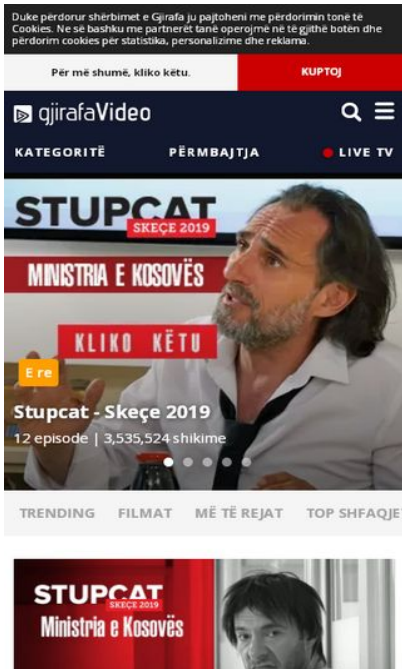 Duke përdorur shërbimet e Gjirafa ju pajtoheni me përdorimin tonë të
Cookies. Ne së bashku me partnerët tanë operojmë në të gjithë botën dhe
përdorim cookies për statistika, personalizime dhe reklama.
Për më shumë, kliko këtu.
KUPTOJ
gjirafaVideo
KATEGORITË
PËRMBAJTJA
LIVE TV
STUPCAT
SKEÇE 2019
MINISTRIA E KOSOVËS
KLIKO KËTU
E re
Stupcat - Skeçe 2019
12 episode | 3,535,524 shikime
TRENDING
FILMAT
MË TË REJAT
TOP SHFAQJE
STUPCAT
SKEÇE 2019
Ministria e Kosovës